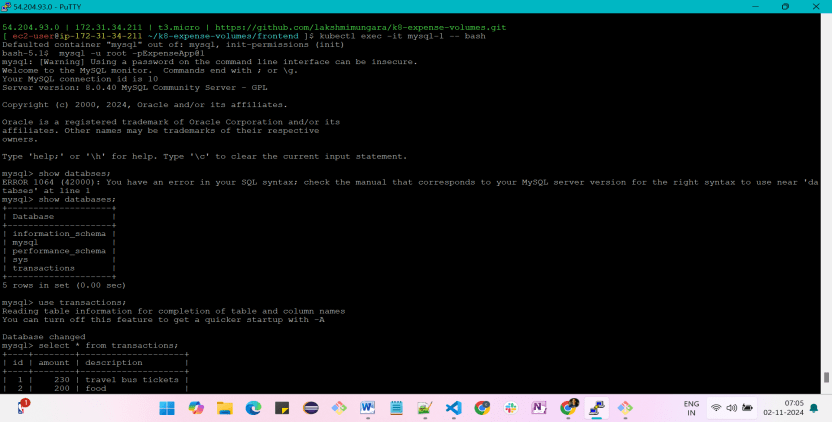 54.204.93.0 - PuTTY
54.204.93.0 | 172.31.34.211 | t3.micro | https://github.com/lakshmimungara/k8-expense-volumes.git
[ ec2-user@ip-172-31-34-211 ~/k8-expense-volumes/frontend ]$ kubectl exec -it mysql-1 -- bash
Defaulted container "mysql" out of: mysql, init-permissions (init)
bash-5.1$  mysql -u root -pExpenseApp@1
mysql: [Warning] Using a password on the command line interface can be insecure.
Welcome to the MySQL monitor.  Commands end with ; or \g.
Your MySQL connection id is 10
Server version: 8.0.40 MySQL Community Server - GPL
Copyright (c) 2000, 2024, Oracle and/or its affiliates.
Oracle is a registered trademark of Oracle Corporation and/or its
affiliates. Other names may be trademarks of their respective
owners.
Type 'help;' or '\h' for help. Type '\c' to clear the current input statement.
mysql> show databses;
ERROR 1064 (42000): You have an error in your SQL syntax; check the manual that corresponds to your MySQL server version for the right syntax to use near 'da
tabses' at line 1
mysql> show databases;
+--------------------+
| Database           |
+--------------------+
| information_schema |
| mysql              |
| performance_schema |
| sys                |
| transactions       |
+--------------------+
5 rows in set (0.00 sec)
mysql> use transactions;
Reading table information for completion of table and column names
You can turn off this feature to get a quicker startup with -A
Database changed
mysql> select * from transactions;
+----+--------+--------------------+
| id | amount | description        |
+----+--------+--------------------+
|  1 |    230 | travel bus tickets |
|  2 |    200 | food               |
ENG
IN
07:05
02-11-2024